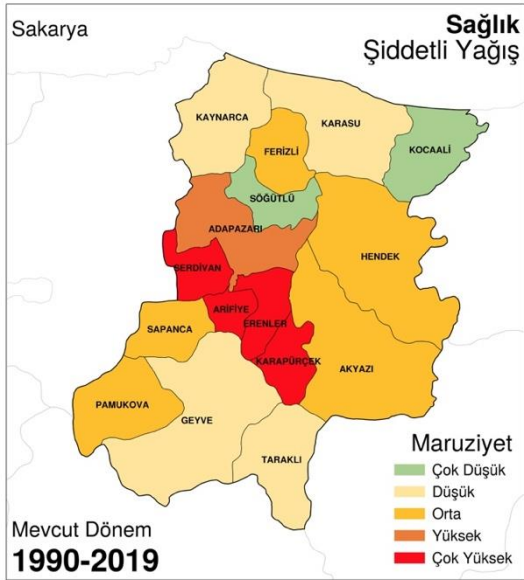 Sakarya
Sağlık
Şiddetli Yağış
KAYNARCA
KARASU
KOCAALİ
FERİZLİ
SÖĞÜTLÜ
ADAPAZARI
HENDEK
SERDİVAN
ARİFİYE
ERENLER
SAPANCA
KARAPÜRÇEK
AKYAZI
PAMUKOVA
GEYVE
TARAKLI
Maruziyet
Çok Düşük
Düşük
Orta
Yüksek
Çok Yüksek
Mevcut Dönem
1990-2019